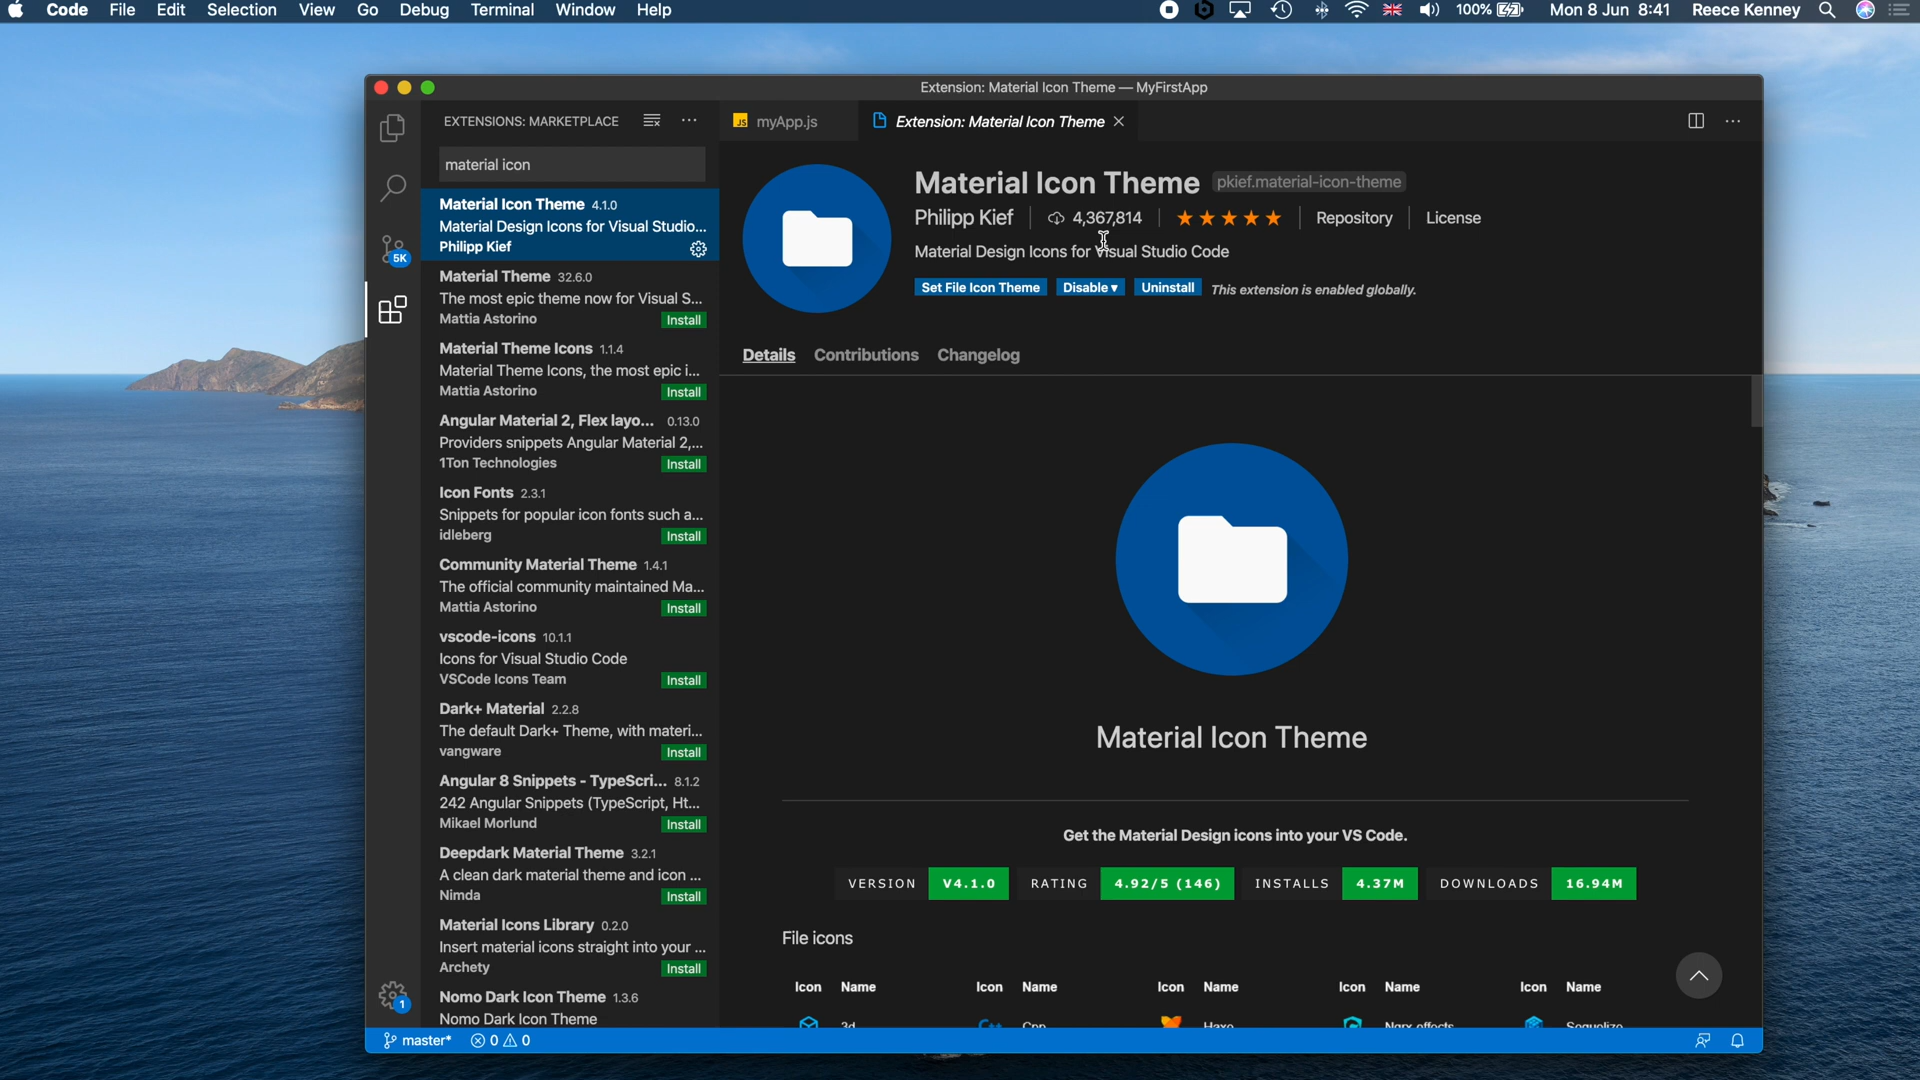 Code File Edit Selection View Go Debug Terminal Window Help 100% Mon 8 Jun 8:41 Reece Kenney
Extension: Material Icon Theme — MyFirstApp
EXTENSIONS: MARKETPLACE
material icon
Material Icon Theme 4.1.0
Material Design Icons for Visual Studio...
Philipp Kief
Material Theme 32.6.0
The most epic theme now for Visual S...
Mattia Astorino Install
Material Theme Icons 1.1.4
Material Theme Icons, the most epic i...
Mattia Astorino Install
Angular Material 2, Flex layo... 0.13.0
Providers snippets Angular Material 2,...
1Ton Technologies Install
Icon Fonts 2.3.1
Snippets for popular icon fonts such a...
idleberg Install
Community Material Theme 1.4.1
The official community maintained Ma...
Mattia Astorino Install
vscode-icons 10.1.1
Icons for Visual Studio Code
VSCode Icons Team Install
Dark+ Material 2.2.8
The default Dark+ Theme, with materi...
vangware Install
Angular 8 Snippets - TypeScri... 8.1.2
242 Angular Snippets (TypeScript, Ht...
Mikael Morlund Install
Deepdark Material Theme 3.2.1
A clean dark material theme and icon ...
Nimda Install
Material Icons Library 0.2.0
Insert material icons straight into your ...
Archety Install
Nomo Dark Icon Theme 1.3.6
Nomo Dark Icon Theme
5K
1
JS myApp.js Extension: Material Icon Theme
Material Icon Theme pkief.material-icon-theme
Philipp Kief 4,367,814 Repository License
Material Design Icons for Visual Studio Code
Set File Icon Theme Disable Uninstall This extension is enabled globally.
Details Contributions Changelog
Material Icon Theme
Get the Material Design icons into your VS Code.
VERSION V4.1.0 RATING 4.92/5 (146) INSTALLS 4.37M DOWNLOADS 16.94M
File icons
Icon Name Icon Name Icon Name Icon Name Icon Name
3d C++ Cpp Haxe Ngrx effects Sequelize
master* 0 0